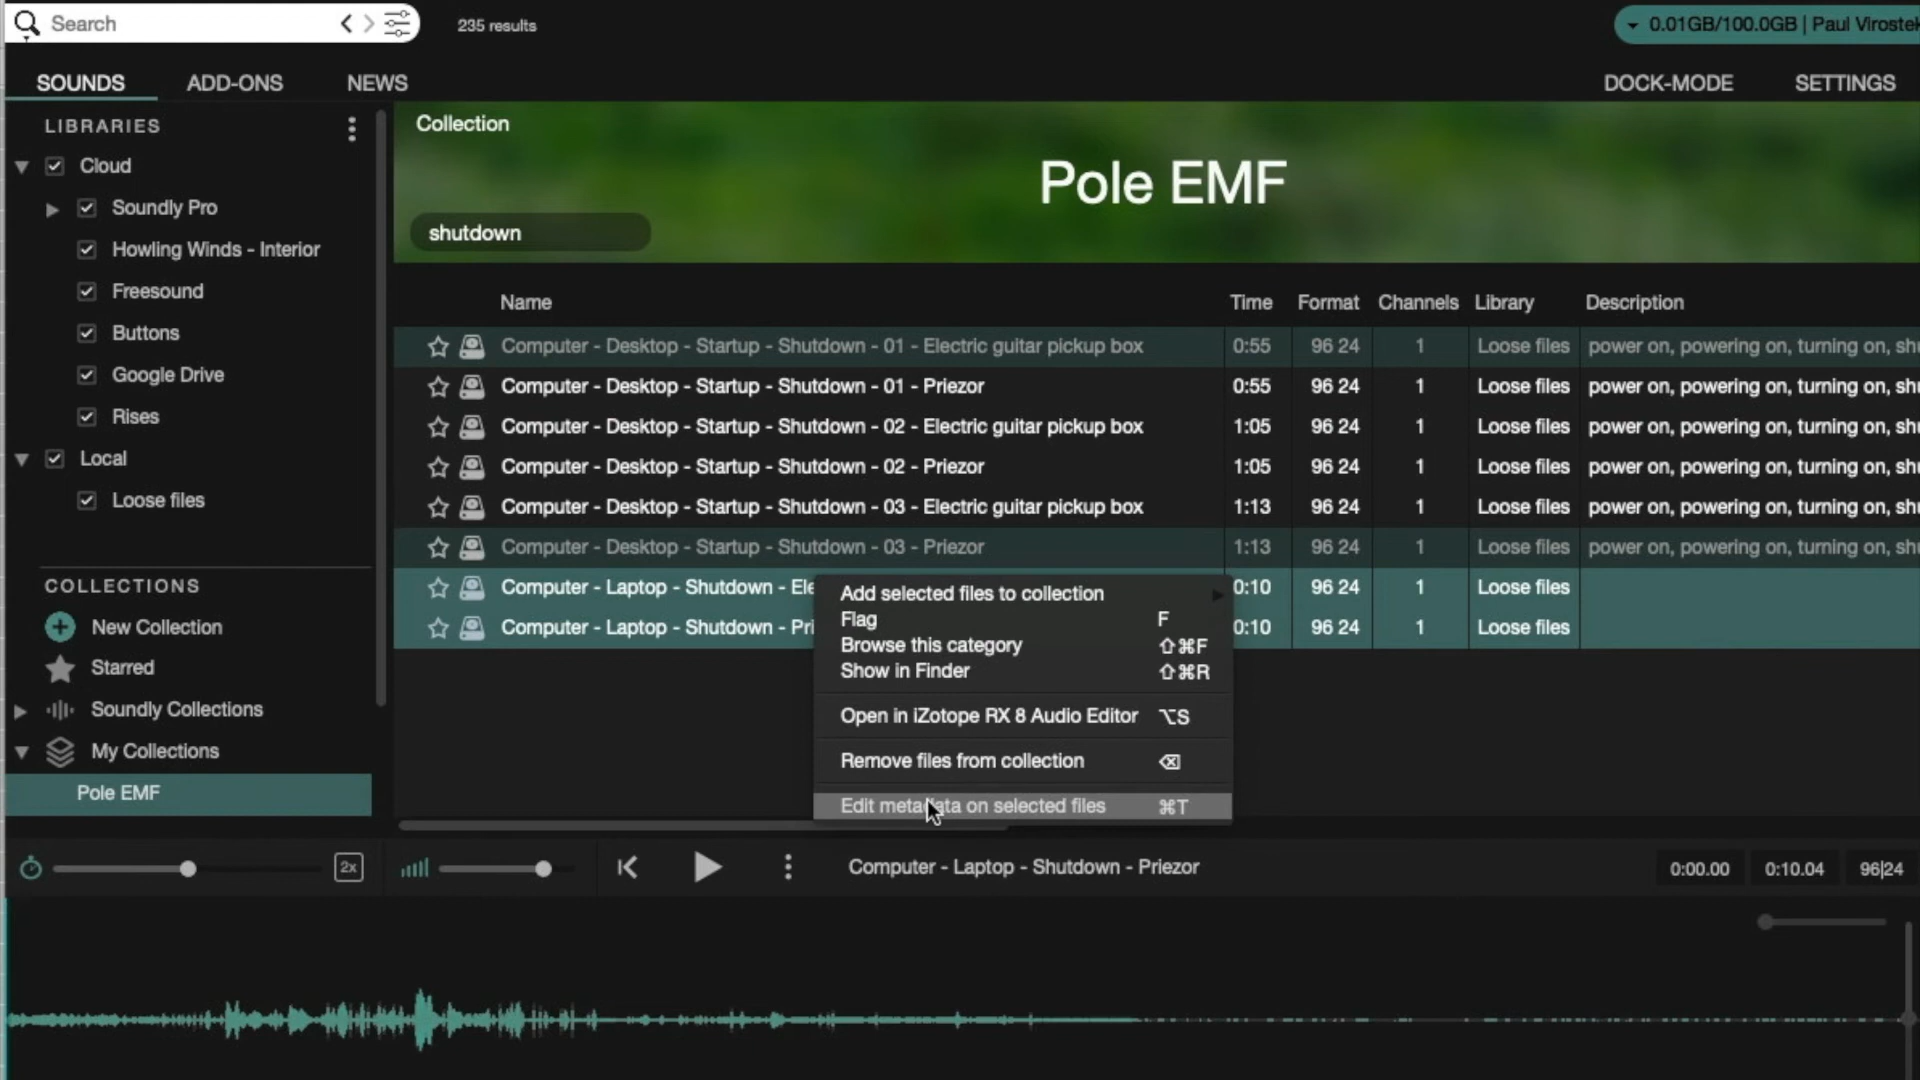 Search
235 results
0.01GB/100.0GB | Paul Virostek
SOUNDS ADD-ONS NEWS DOCK-MODE SETTINGS
LIBRARIES
Cloud
Soundly Pro
Howling Winds - Interior
Freesound
Buttons
Google Drive
Rises
Local
Loose files
COLLECTIONS
New Collection
Starred
Soundly Collections
My Collections
Pole EMF
Collection
Pole EMF
shutdown
Name Time Format Channels Library Description
Computer - Desktop - Startup - Shutdown - 01 - Electric guitar pickup box 0:55 96 24 1 Loose files power on, powering on, turning on, shu
Computer - Desktop - Startup - Shutdown - 01 - Priezor 0:55 96 24 1 Loose files power on, powering on, turning on, shu
Computer - Desktop - Startup - Shutdown - 02 - Electric guitar pickup box 1:05 96 24 1 Loose files power on, powering on, turning on, shu
Computer - Desktop - Startup - Shutdown - 02 - Priezor 1:05 96 24 1 Loose files power on, powering on, turning on, shu
Computer - Desktop - Startup - Shutdown - 03 - Electric guitar pickup box 1:13 96 24 1 Loose files power on, powering on, turning on, shu
Computer - Desktop - Startup - Shutdown - 03 - Priezor 1:13 96 24 1 Loose files power on, powering on, turning on, shu
Computer - Laptop - Shutdown - Ele 0:10 96 24 1 Loose files
Computer - Laptop - Shutdown - Pri 0:10 96 24 1 Loose files
Add selected files to collection
Flag F
Browse this category ⇧⌘F
Show in Finder ⇧⌘R
Open in iZotope RX 8 Audio Editor ⌥S
Remove files from collection ⌫
Edit metadata on selected files ⌘T
2x
Computer - Laptop - Shutdown - Priezor
0:00.00 0:10.04 96|24